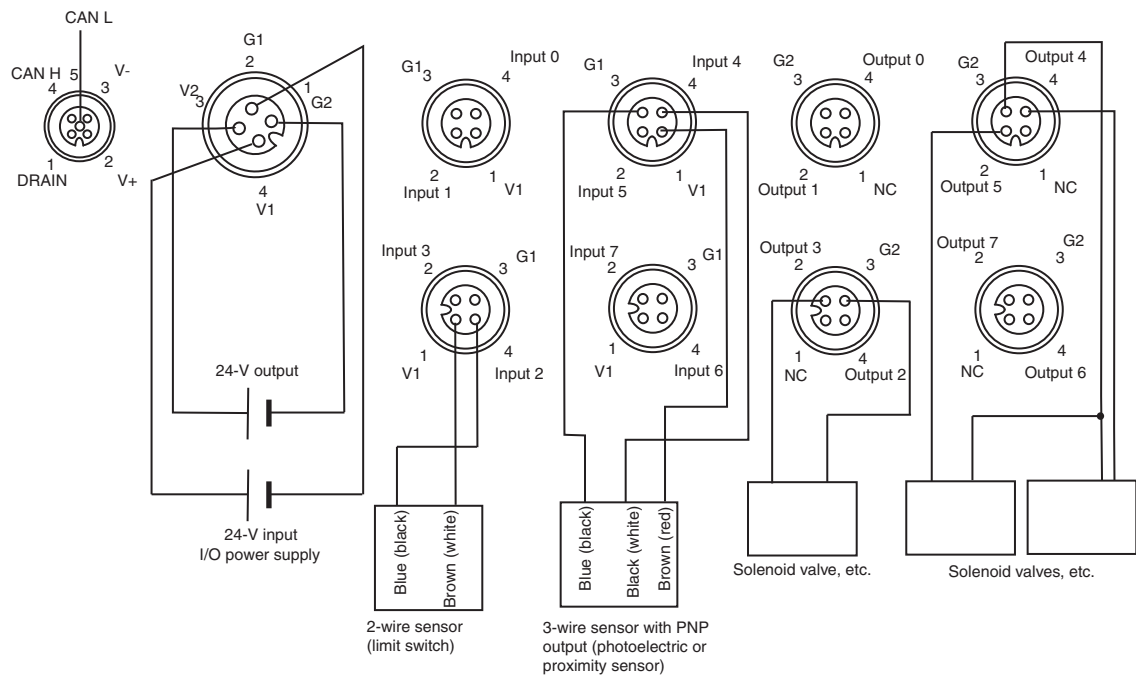 CAN L
CAN H
5
V-
4
3
1
2
DRAIN
V+
G1
2
V2
3
1
G2
4
V1
G1
3
Input 0
4
2
Input 1
1
V1
G1
3
Input 4
4
2
Input 5
1
V1
G2
3
Output 0
4
2
Output 1
1
NC
G2
3
Output 4
4
2
Output 5
1
NC
Input 3
2
G1
3
1
V1
4
Input 2
Input 7
2
G1
3
1
V1
4
Input 6
Output 3
2
G2
3
1
NC
4
Output 2
Output 7
2
G2
3
1
NC
4
Output 6
24-V output
24-V input
I/O power supply
Blue (black)
Brown (white)
2-wire sensor
(limit switch)
Blue (black)
Black (white)
Brown (red)
3-wire sensor with PNP
output (photoelectric or
proximity sensor)
Solenoid valve, etc.
Solenoid valves, etc.